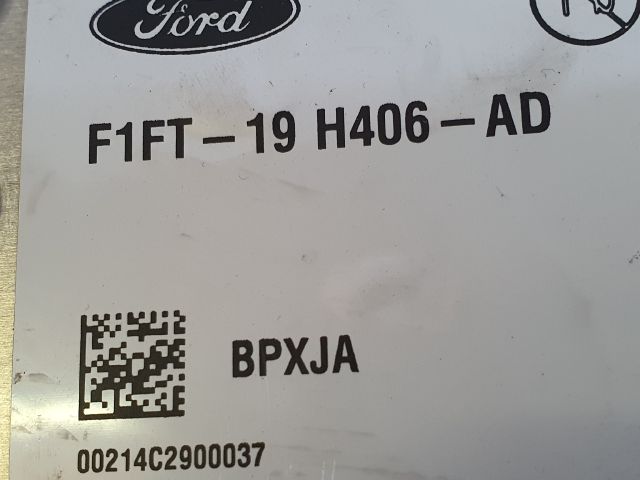 Ford
F1FT-19 H406-AD
BPXJA
00214C2900037